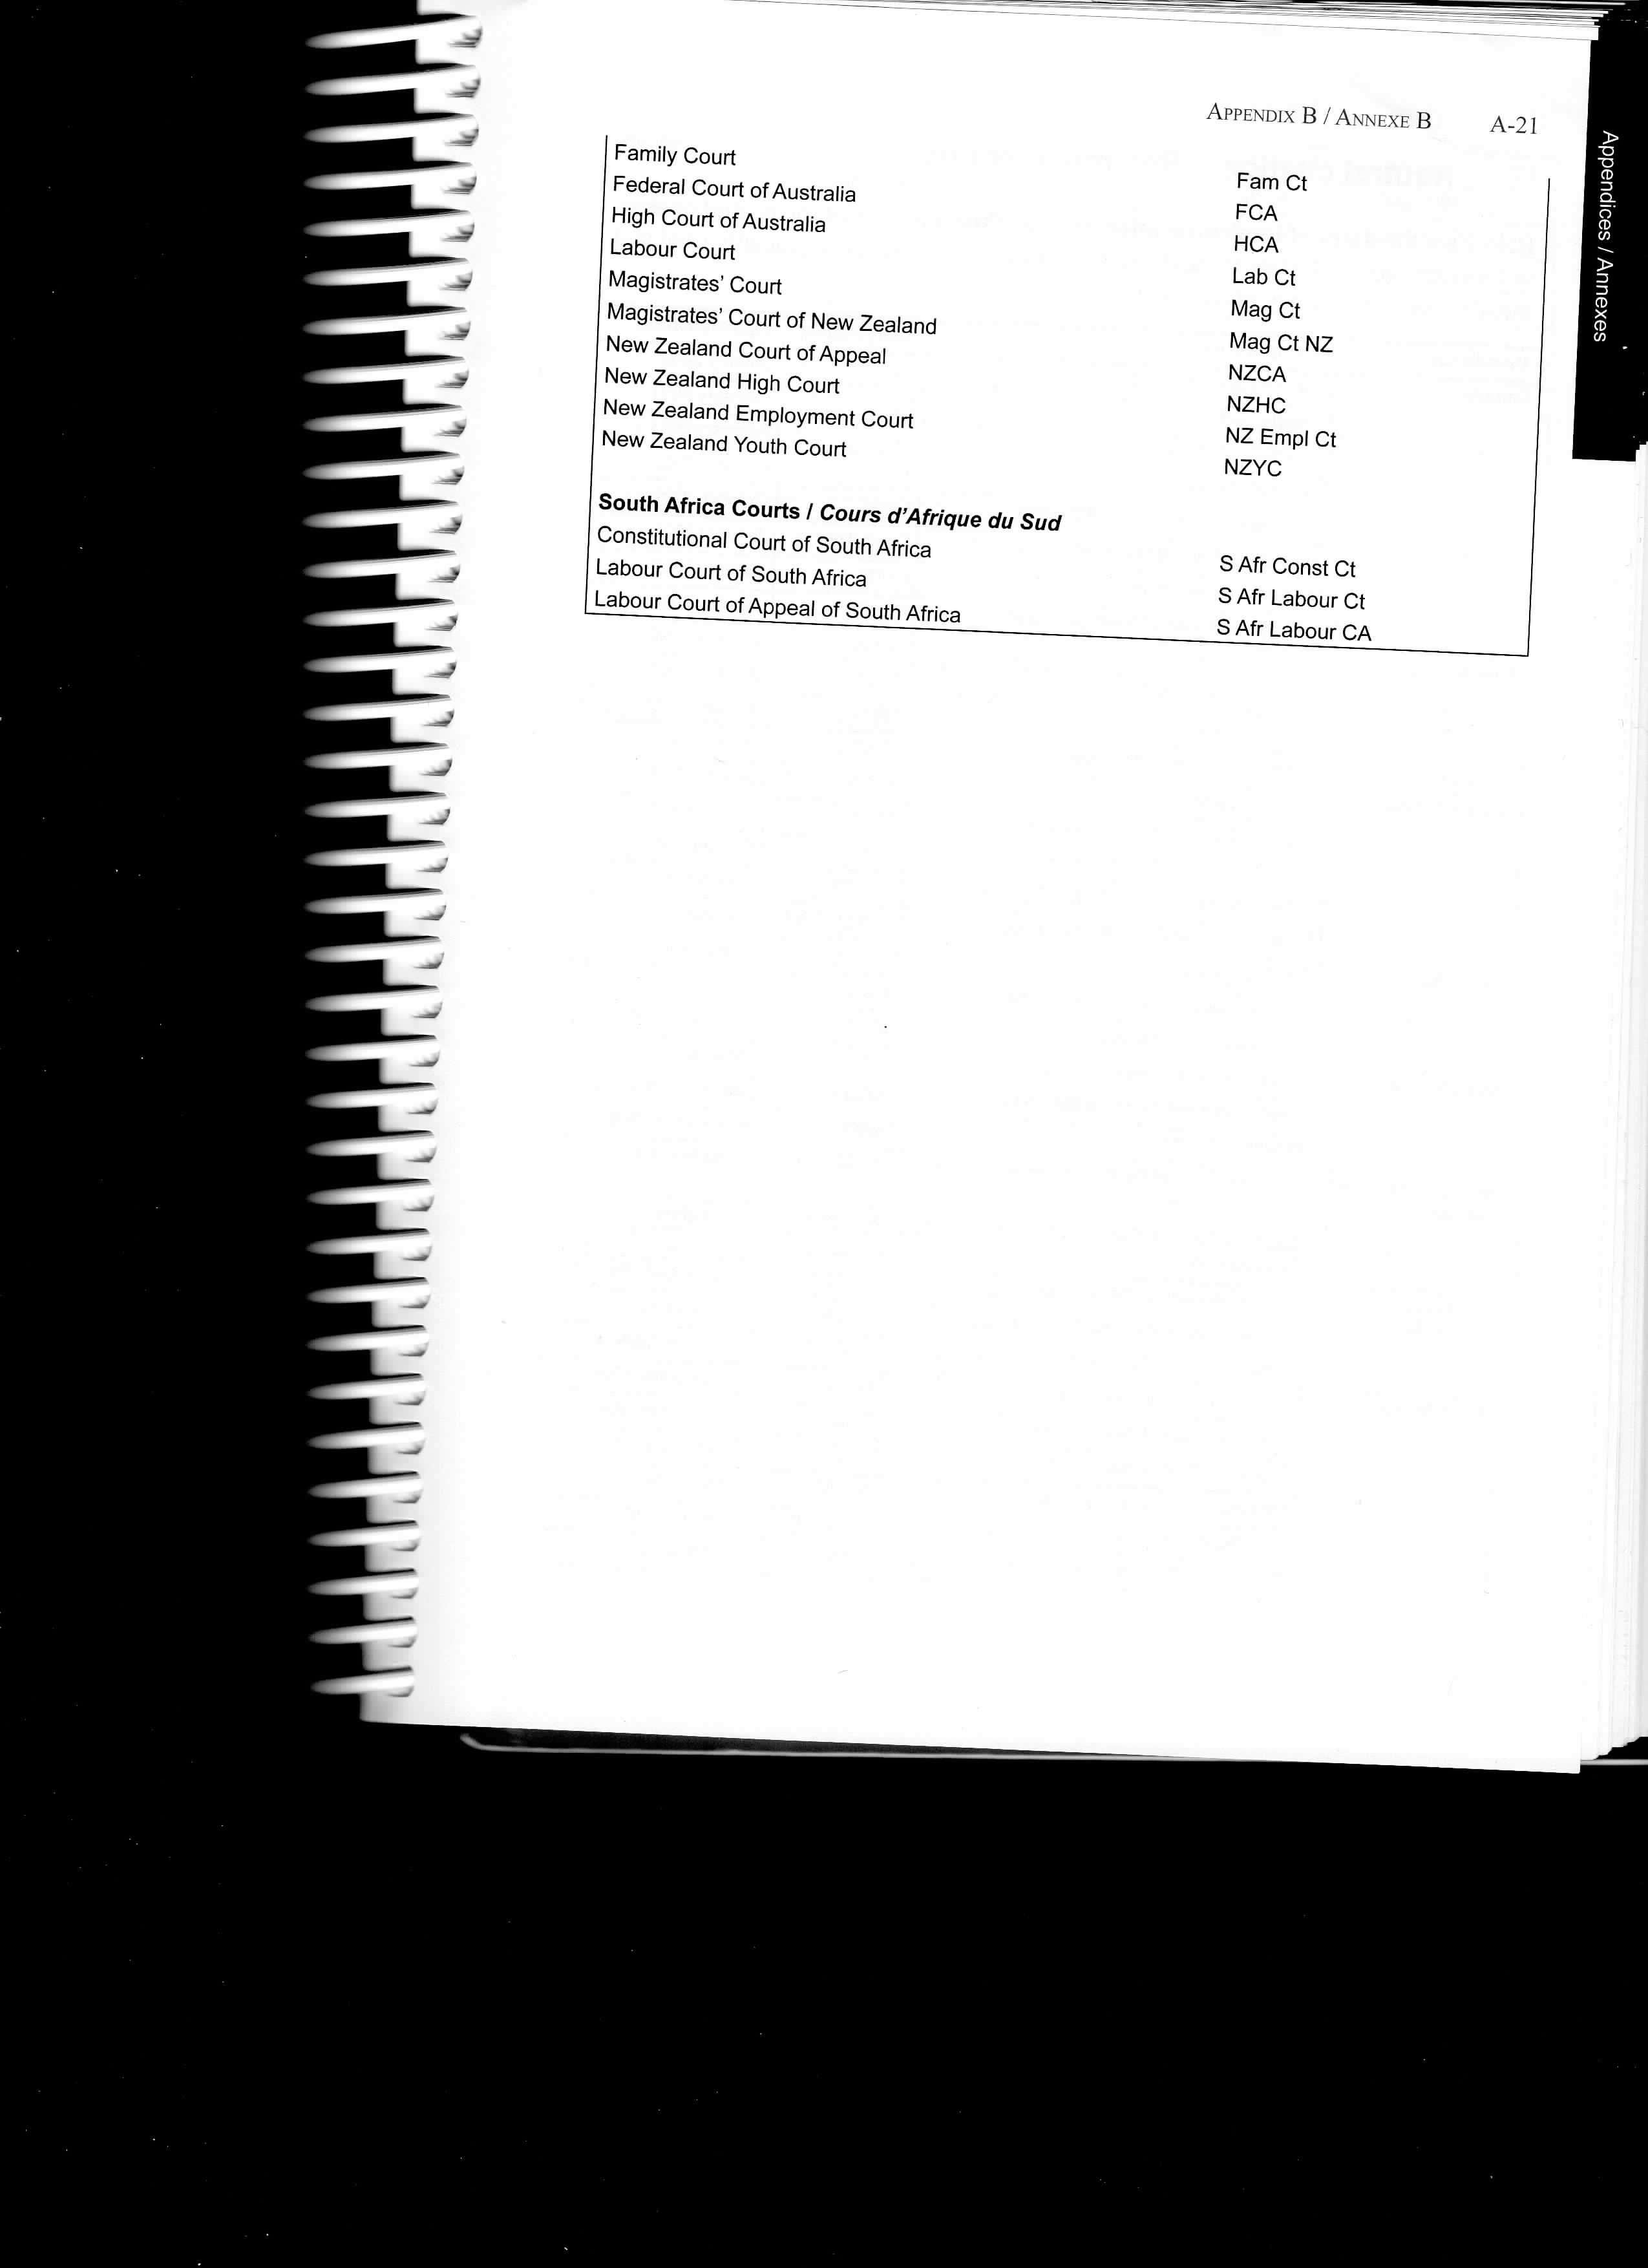 APPENDIX B / ANNEXE B A-21
Appendices / Annexes
Family Court Fam Ct
Federal Court of Australia FCA
High Court of Australia HCA
Labour Court Lab Ct
Magistrates' Court Mag Ct
Magistrates' Court of New Zealand Mag Ct NZ
New Zealand Court of Appeal NZCA
New Zealand High Court NZHC
New Zealand Employment Court NZ Empl Ct
New Zealand Youth Court NZYC
South Africa Courts / Cours d'Afrique du Sud
Constitutional Court of South Africa S Afr Const Ct
Labour Court of South Africa S Afr Labour Ct
Labour Court of Appeal of South Africa S Afr Labour CA